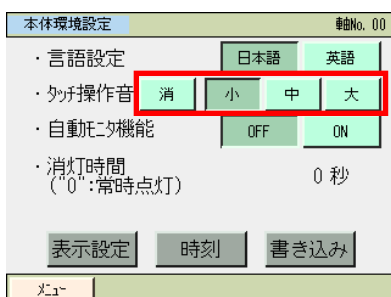 本体環境設定 軸No. 00
・言語設定 日本語 英語
・ﾀｯﾁ操作音 消 小 中 大
・自動ﾓﾆﾀ機能 OFF ON
・消灯時間 0 秒
("0":常時点灯)
表示設定 時刻 書き込み
ﾒﾆｭｰ